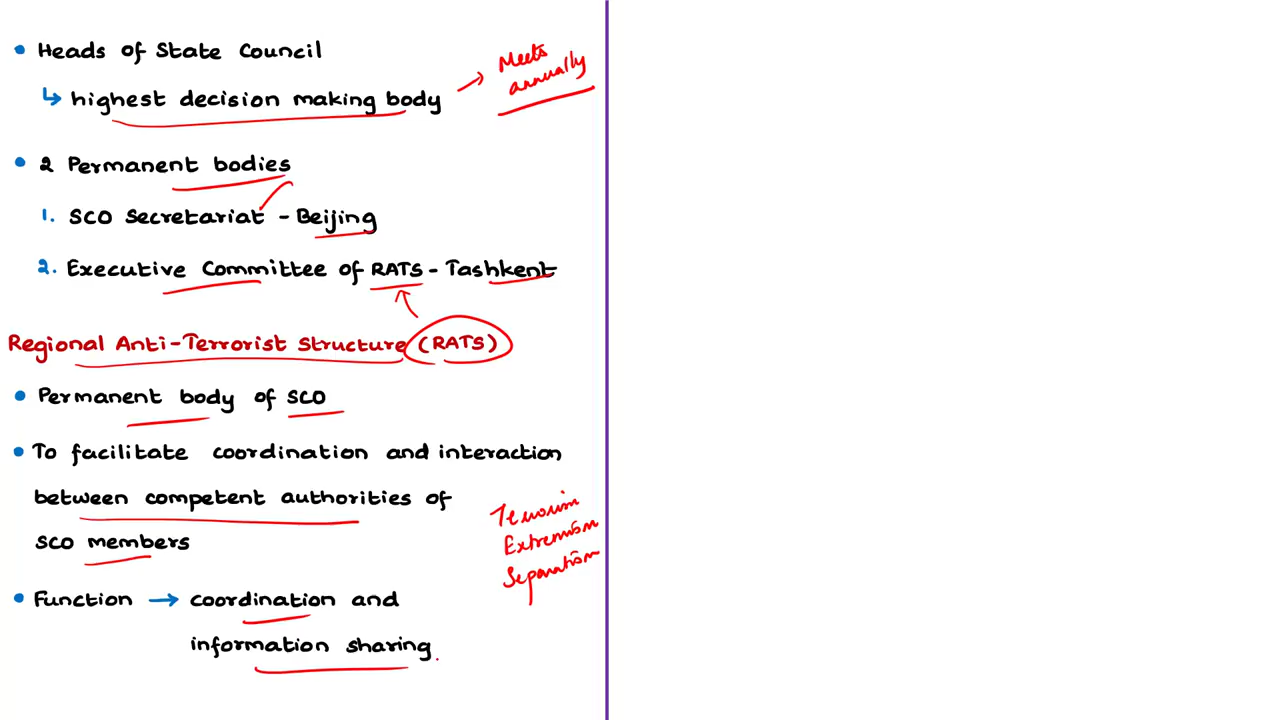 • Heads of State Council
↳ highest decision making body → Meets
annually
• 2 Permanent bodies
1. SCO Secretariat - Beijing
2. Executive Committee of RATS - Tashkent
Regional Anti-Terrorist Structure (RATS)
• Permanent body of SCO
• To facilitate coordination and interaction
between competent authorities of
SCO members
Terrorism
Extremism
Separatism
• Function → coordination and
information sharing.